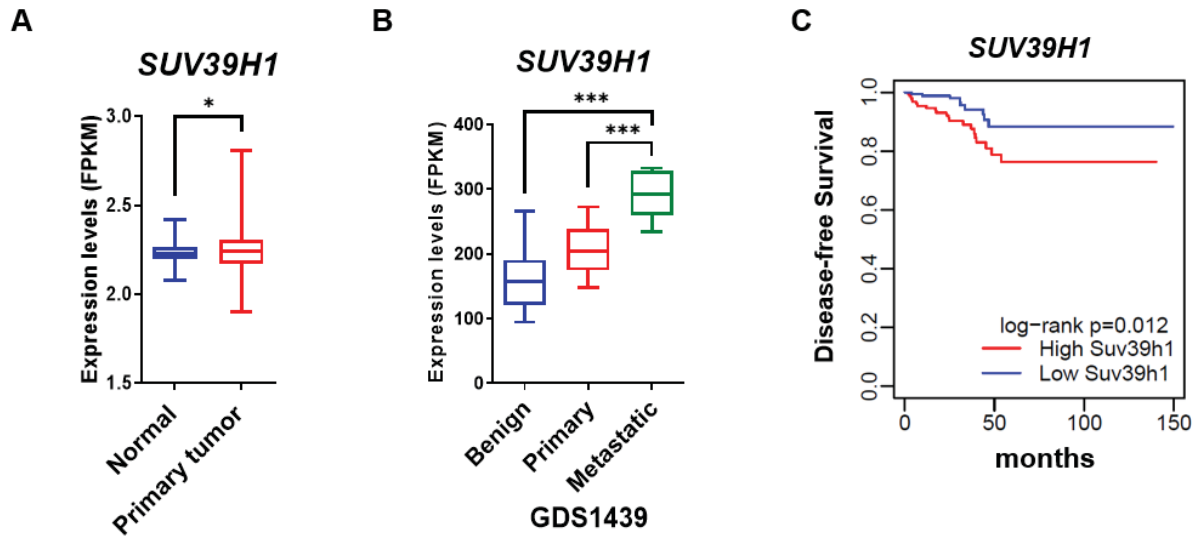 A
SUV39H1
*
Expression levels (FPKM)
3.0
2.5
2.0
1.5
Normal
Primary tumor
B
SUV39H1
***
***
Expression levels (FPKM)
400
300
200
100
0
Benign
Primary
Metastatic
GDS1439
C
SUV39H1
Disease-free Survival
1.0
0.8
0.6
0.4
0.2
0.0
log-rank p=0.012
High Suv39h1
Low Suv39h1
0 50 100 150
months